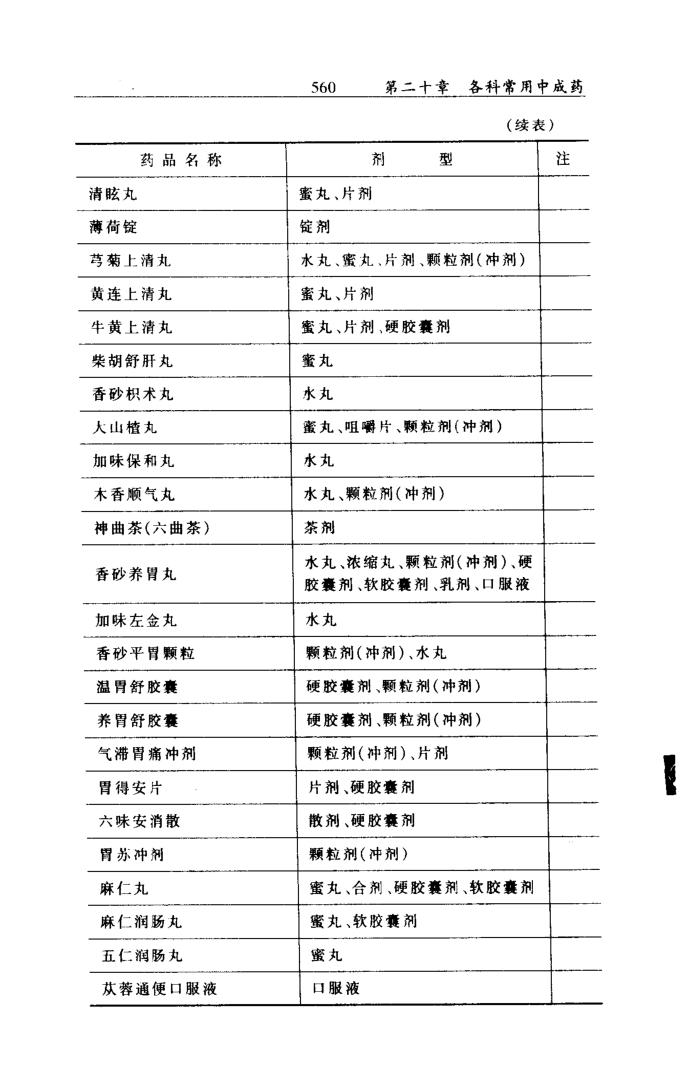 560 第二十章 各科常用中成药
(续表)
药品名称 剂型 注
清眩丸 蜜丸、片剂
薄荷锭 锭剂
芎菊上清丸 水丸、蜜丸、片剂、颗粒剂(冲剂)
黄连上清丸 蜜丸、片剂
牛黄上清丸 蜜丸、片剂、硬胶囊剂
柴胡舒肝丸 蜜丸
香砂枳术丸 水丸
大山楂丸 蜜丸、咀嚼片、颗粒剂(冲剂)
加味保和丸 水丸
木香顺气丸 水丸、颗粒剂(冲剂)
神曲茶(六曲茶) 茶剂
香砂养胃丸 水丸、浓缩丸、颗粒剂(冲剂)、硬
胶囊剂、软胶囊剂、乳剂、口服液
加味左金丸 水丸
香砂平胃颗粒 颗粒剂(冲剂)、水丸
温胃舒胶囊 硬胶囊剂、颗粒剂(冲剂)
养胃舒胶囊 硬胶囊剂、颗粒剂(冲剂)
气滞胃痛冲剂 颗粒剂(冲剂)、片剂
胃得安片 片剂、硬胶囊剂
六味安消散 散剂、硬胶囊剂
胃苏冲剂 颗粒剂(冲剂)
麻仁丸 蜜丸、合剂、硬胶囊剂、软胶囊剂
麻仁润肠丸 蜜丸、软胶囊剂
五仁润肠丸 蜜丸
苁蓉通便口服液 口服液